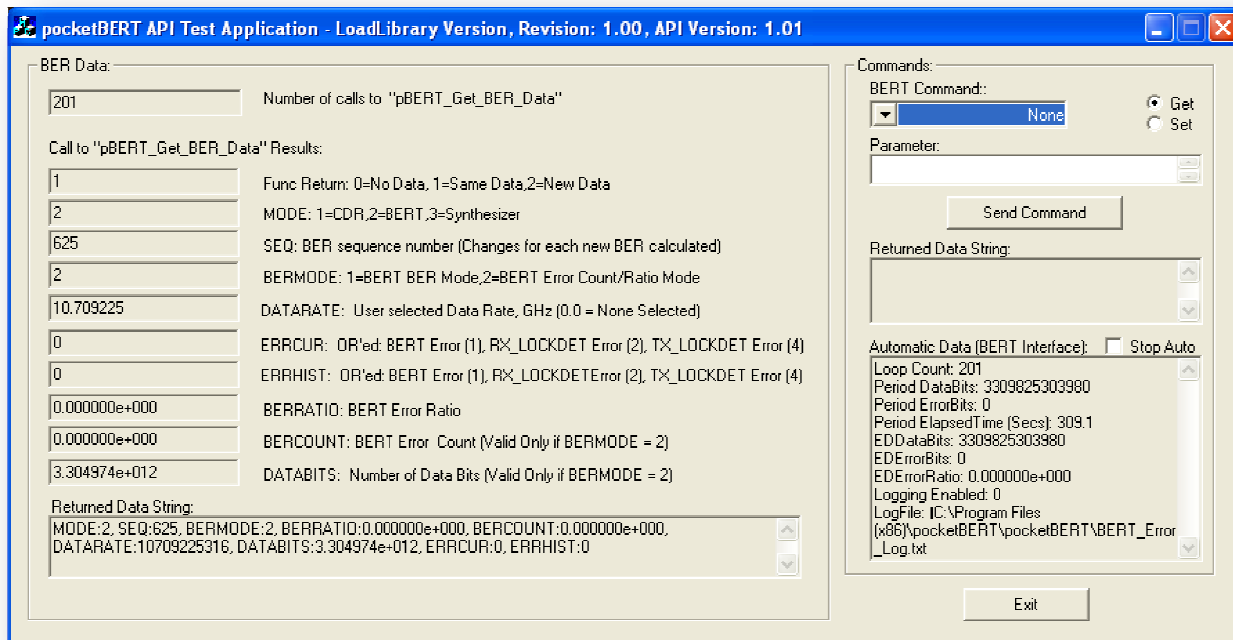 pocketBERT API Test Application - LoadLibrary Version, Revision: 1.00, API Version: 1.01
BER Data:
201
Number of calls to "pBERT_Get_BER_Data"
Call to "pBERT_Get_BER_Data" Results:
1
Func Return: 0=No Data, 1=Same Data,2=New Data
2
MODE: 1=CDR,2=BERT,3=Synthesizer
625
SEQ: BER sequence number (Changes for each new BER calculated)
2
BERMODE: 1=BERT BER Mode,2=BERT Error Count/Ratio Mode
10.709225
DATARATE: User selected Data Rate, GHz (0.0 = None Selected)
0
ERRCUR: OR'ed: BERT Error (1), RX_LOCKDET Error (2), TX_LOCKDET Error (4)
0
ERRHIST: OR'ed: BERT Error (1), RX_LOCKDETError (2), TX_LOCKDET Error (4)
0.000000e+000
BERRATIO: BERT Error Ratio
0.000000e+000
BERCOUNT: BERT Error Count (Valid Only if BERMODE = 2)
3.304974e+012
DATABITS: Number of Data Bits (Valid Only if BERMODE = 2)
Returned Data String:
MODE:2, SEQ:625, BERMODE:2, BERRATIO:0.000000e+000, BERCOUNT:0.000000e+000,
DATARATE:10709225316, DATABITS:3.304974e+012, ERRCUR:0, ERRHIST:0
Commands:
BERT Command::
None
Get
Set
Parameter:
Send Command
Returned Data String:
Automatic Data (BERT Interface):
Stop Auto
Loop Count: 201
Period DataBits: 3309825303980
Period ErrorBits: 0
Period ElapsedTime (Secs): 309.1
EDDataBits: 3309825303980
EDErrorBits: 0
EDErrorRatio: 0.000000e+000
Logging Enabled: 0
LogFile: C:\Program Files
(x86)\pocketBERT\pocketBERT\BERT_Error
_Log.txt
Exit